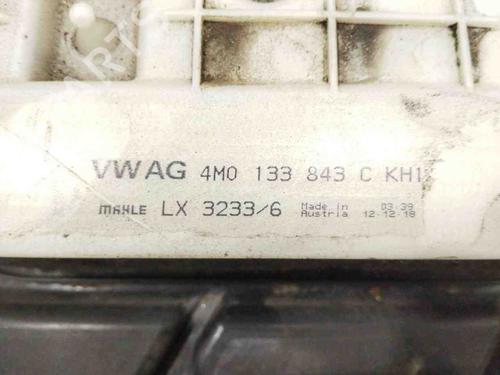 VWAG 4M0 133 843 C KH1
MAHLE LX 3233/6 Made in Austria 03:39 12-12-18